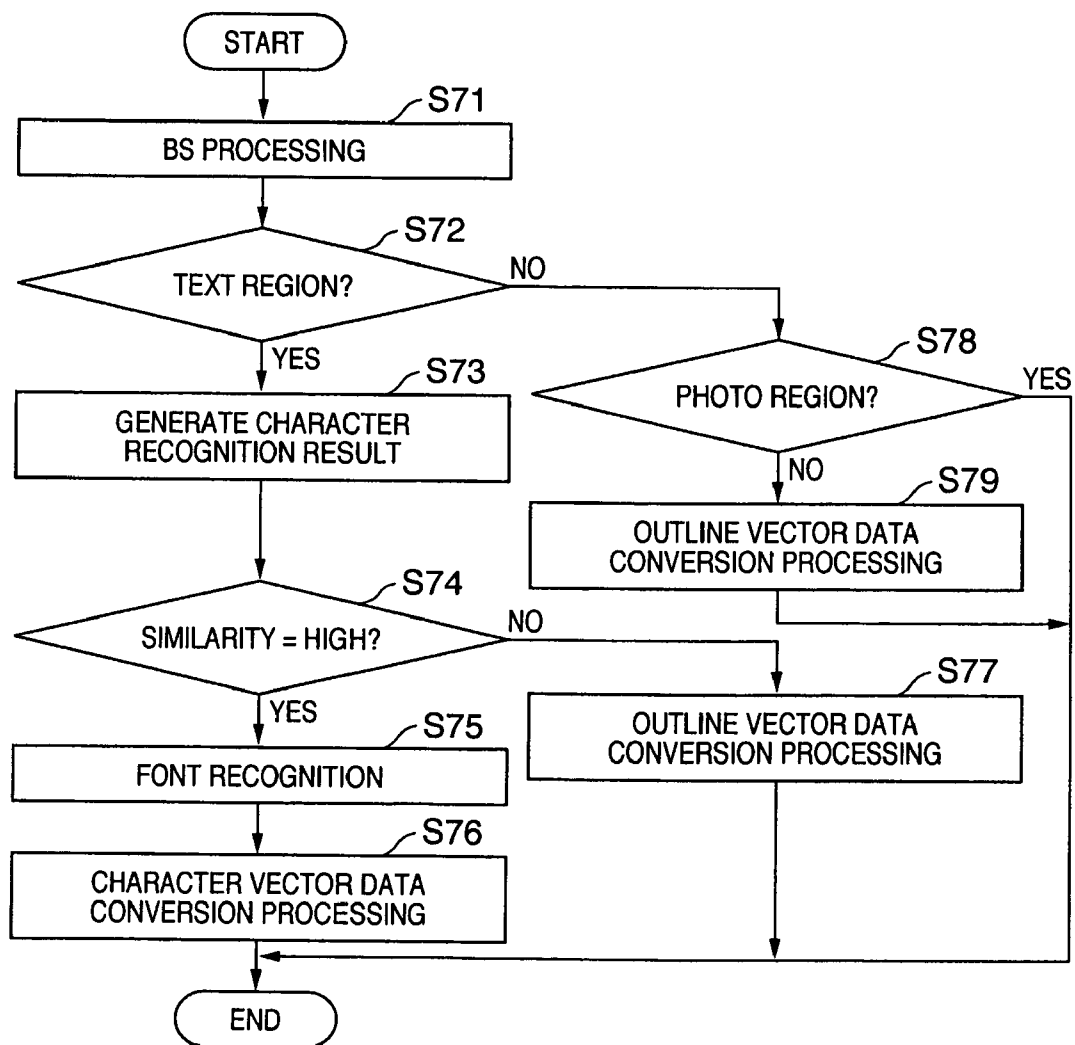 START
S71
BS PROCESSING
S72
TEXT REGION?
NO
YES
S73
GENERATE CHARACTER
RECOGNITION RESULT
S78
PHOTO REGION?
YES
NO
S79
OUTLINE VECTOR DATA
CONVERSION PROCESSING
S74
SIMILARITY = HIGH?
NO
YES
S77
OUTLINE VECTOR DATA
CONVERSION PROCESSING
S75
FONT RECOGNITION
S76
CHARACTER VECTOR DATA
CONVERSION PROCESSING
END